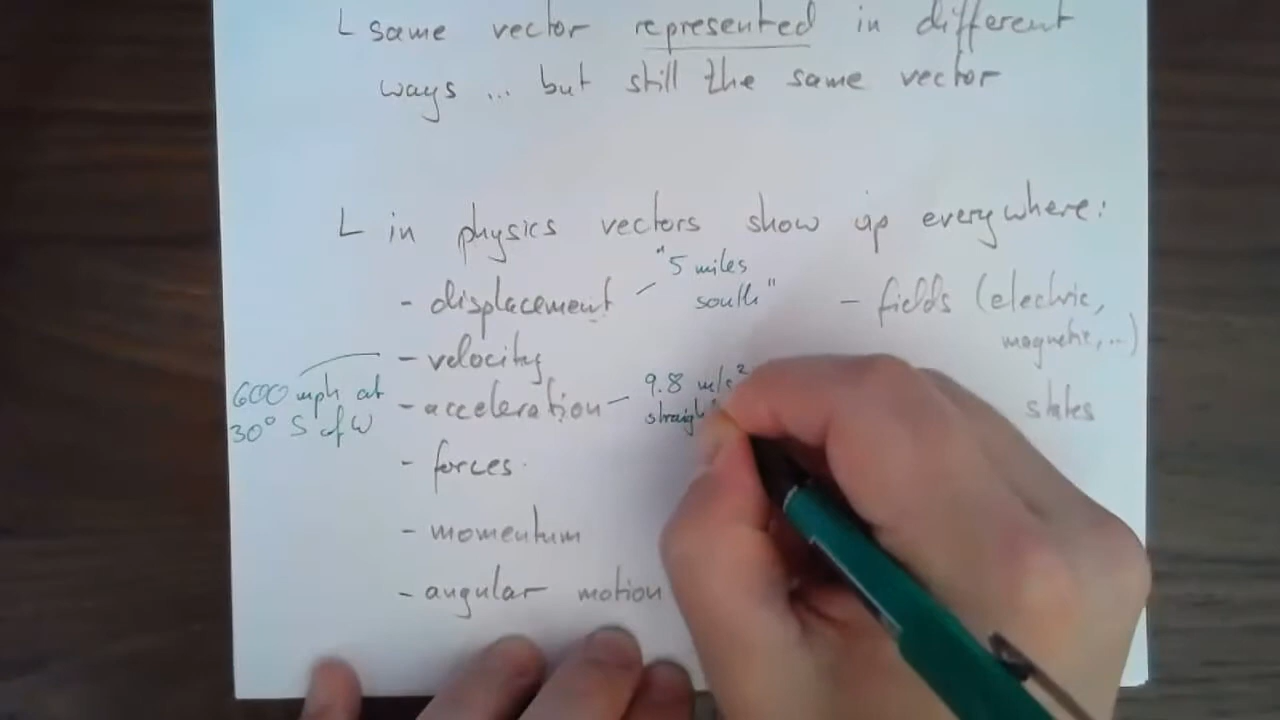 L same vector represented in different
ways ... but still the same vector
L in physics vectors show up everywhere:
- displacement — "5 miles
south"
- fields (electric,
magnetic, ...)
- velocity
600 mph at
30° S of W
- acceleration — 9.8 m/s²
states
- forces
- momentum
- angular motion